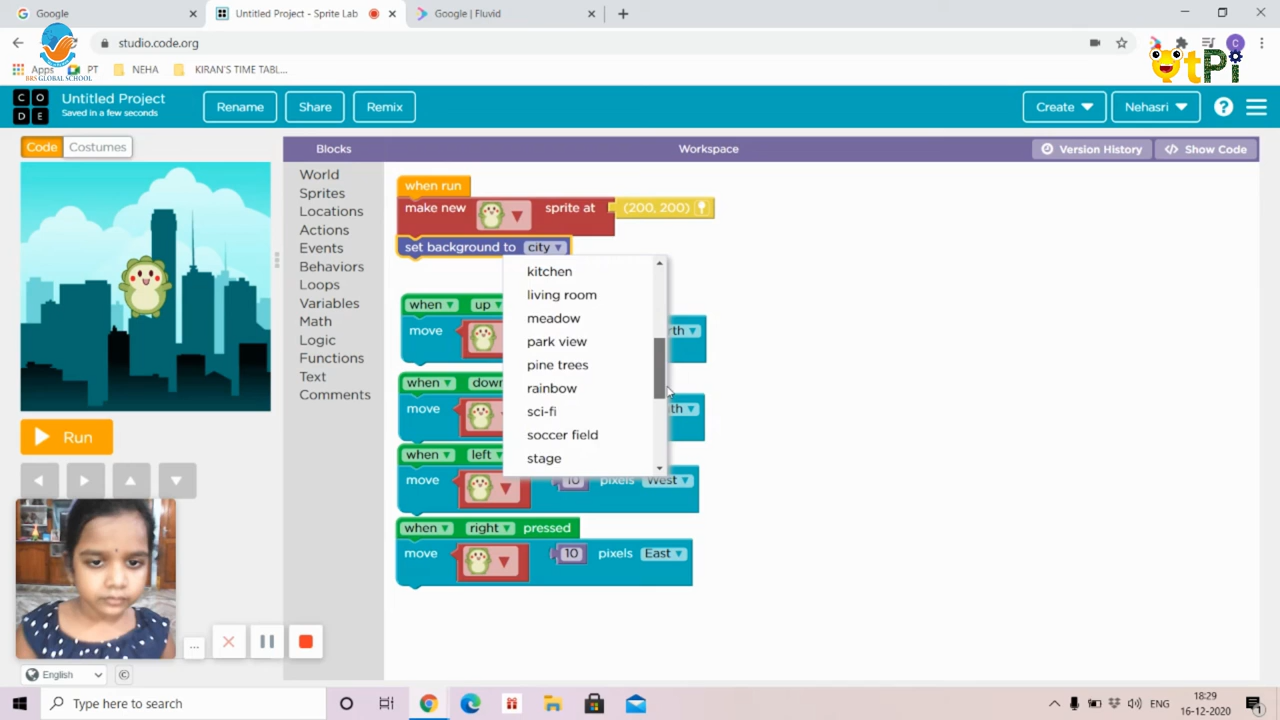 Google
Untitled Project - Sprite Lab
Google | Fluvid
studio.code.org
Apps
PT
NEHA
KIRAN'S TIME TABL...
BRS GLOBAL SCHOOL
tPi
C
CO
DE
Untitled Project
Saved in a few seconds
Rename
Share
Remix
Create
Nehasri
?
Code
Costumes
Blocks
Workspace
Version History
Show Code
World
Sprites
Locations
Actions
Events
Behaviors
Loops
Variables
Math
Logic
Functions
Text
Comments
when run
make new sprite at (200, 200)
set background to city
kitchen
living room
meadow
park view
pine trees
rainbow
sci-fi
soccer field
stage
when up
move rth
when down
move th
when left
move 10 pixels West
when right pressed
move 10 pixels East
Run
...
English
©
Type here to search
ENG
18:29
16-12-2020
1